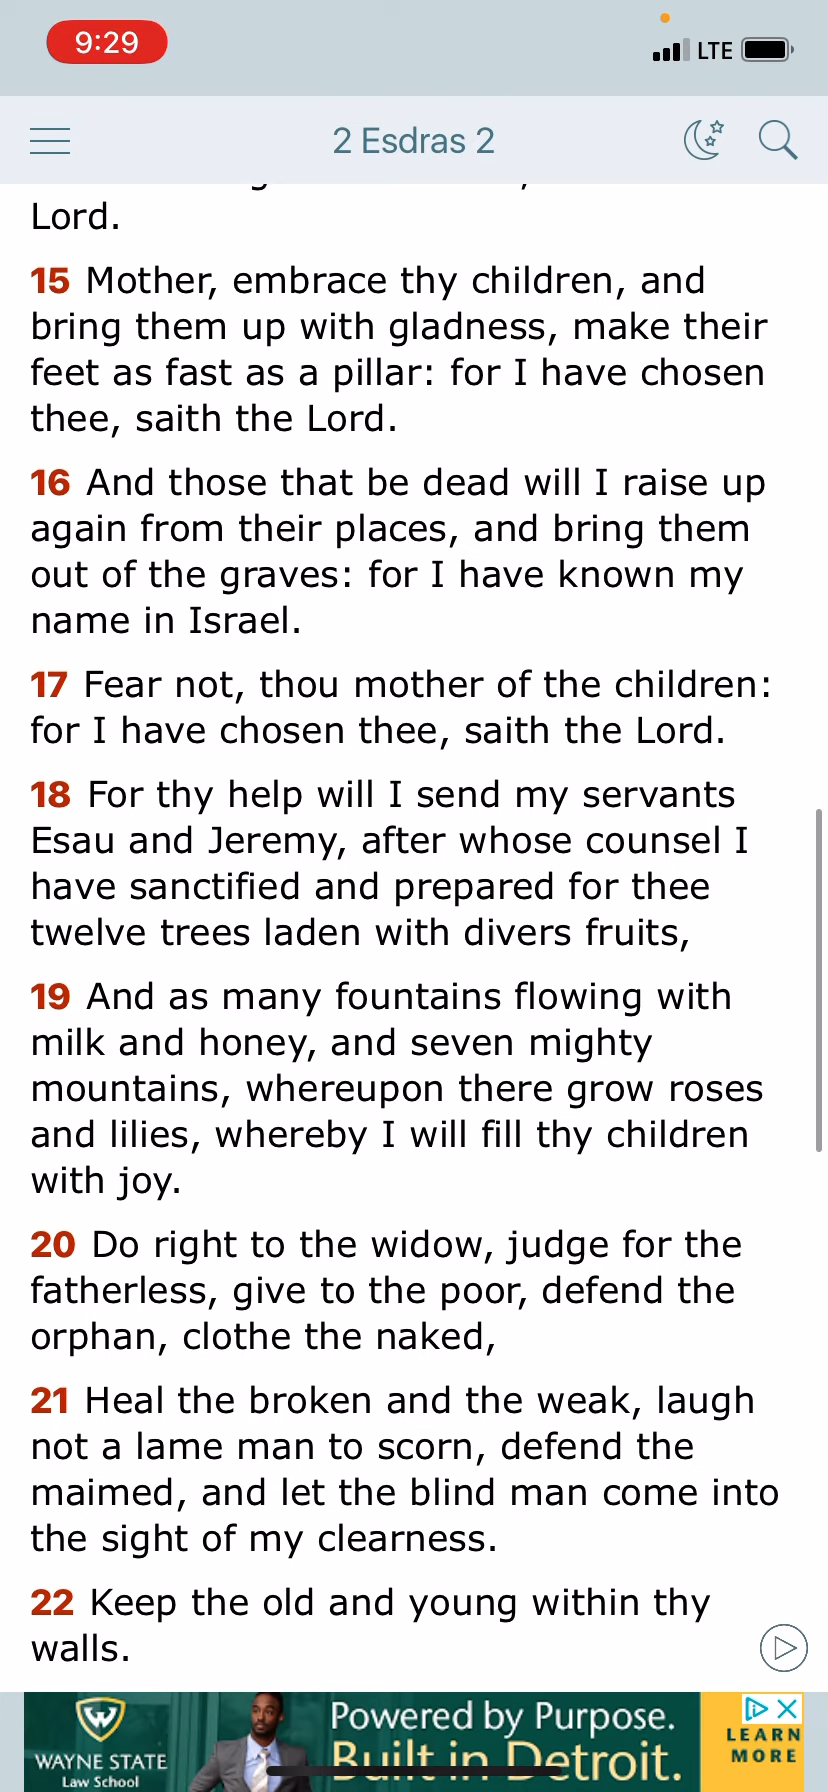 9:29
LTE
2 Esdras 2
Lord.
15 Mother, embrace thy children, and
bring them up with gladness, make their
feet as fast as a pillar: for I have chosen
thee, saith the Lord.
16 And those that be dead will I raise up
again from their places, and bring them
out of the graves: for I have known my
name in Israel.
17 Fear not, thou mother of the children:
for I have chosen thee, saith the Lord.
18 For thy help will I send my servants
Esau and Jeremy, after whose counsel I
have sanctified and prepared for thee
twelve trees laden with divers fruits,
19 And as many fountains flowing with
milk and honey, and seven mighty
mountains, whereupon there grow roses
and lilies, whereby I will fill thy children
with joy.
20 Do right to the widow, judge for the
fatherless, give to the poor, defend the
orphan, clothe the naked,
21 Heal the broken and the weak, laugh
not a lame man to scorn, defend the
maimed, and let the blind man come into
the sight of my clearness.
22 Keep the old and young within thy
walls.
W
WAYNE STATE
Law School
Powered by Purpose.
Built in Detroit.
LEARN
MORE